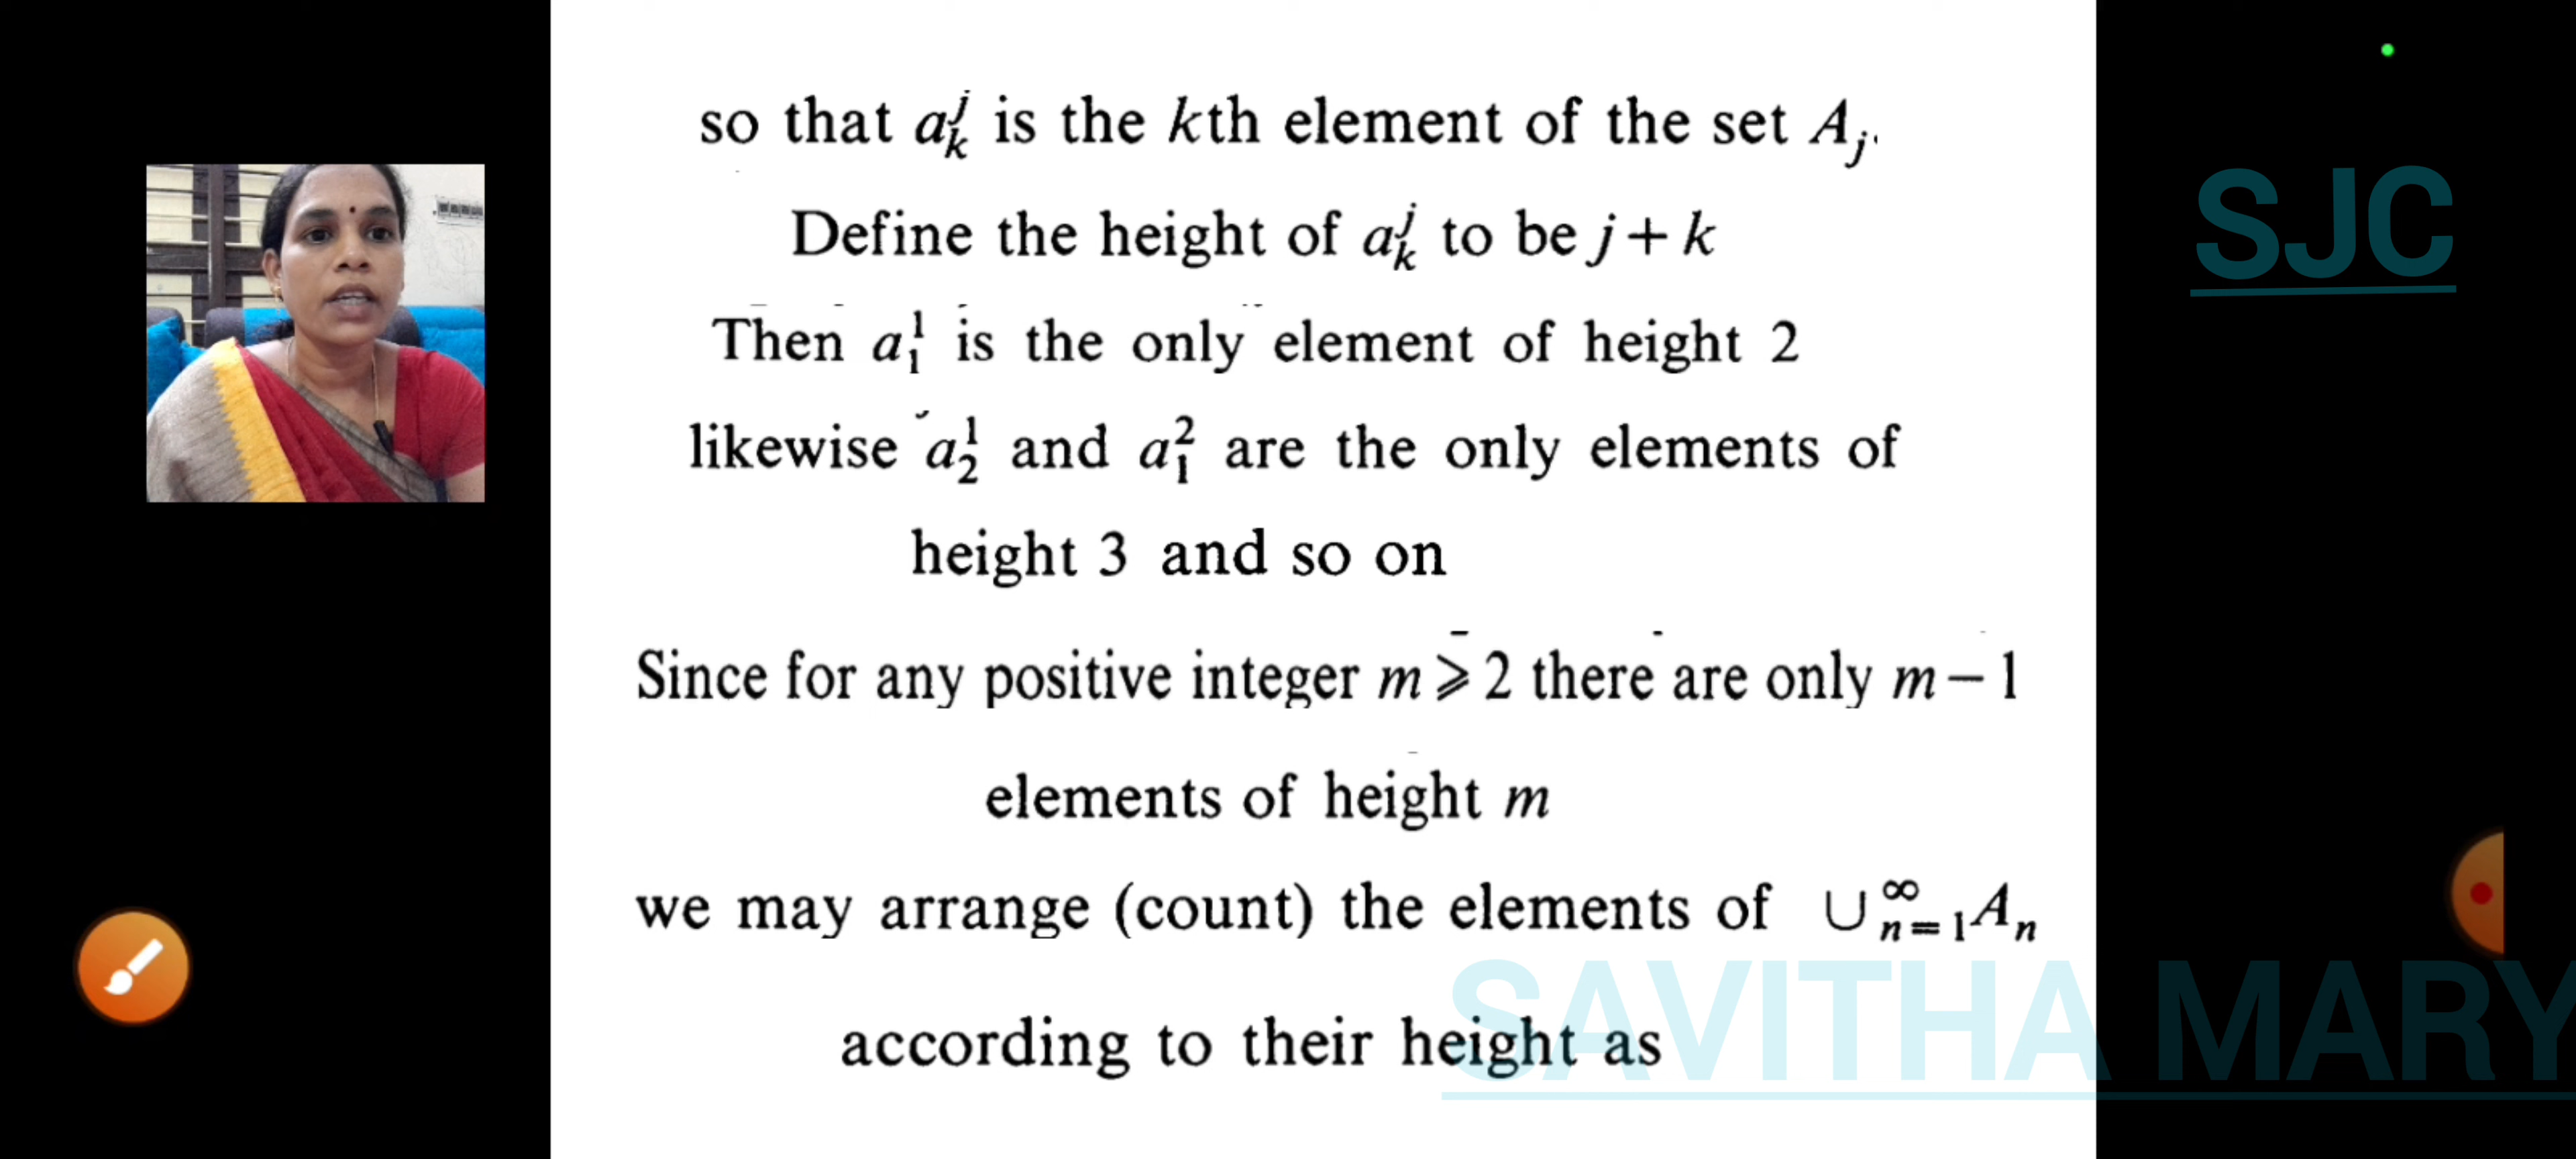 so that a_k^j is the kth element of the set A_j.
Define the height of a_k^j to be j + k
Then a_1^1 is the only element of height 2
likewise a_2^1 and a_1^2 are the only elements of
height 3 and so on
Since for any positive integer m ⩾ 2 there are only m − 1
elements of height m
we may arrange (count) the elements of ∪_{n=1}^∞ A_n
according to their height as
SJC
SAVITHA MARY